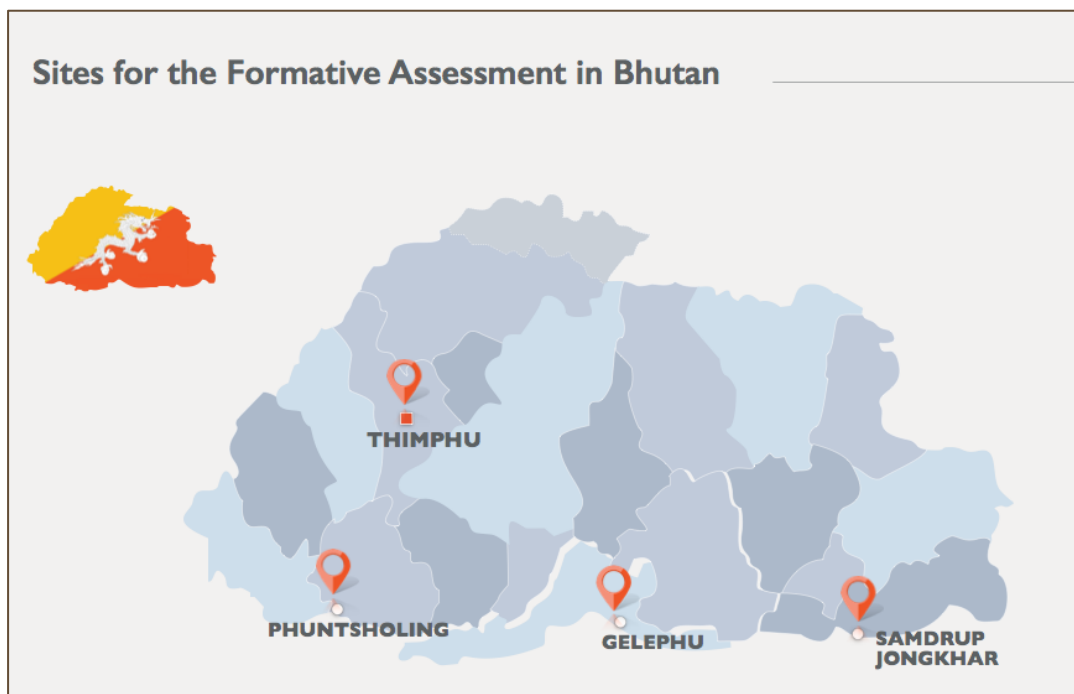 Sites for the Formative Assessment in Bhutan
THIMPHU
PHUNTSHOLING
GELEPHU
SAMDRUP
JONGKHAR